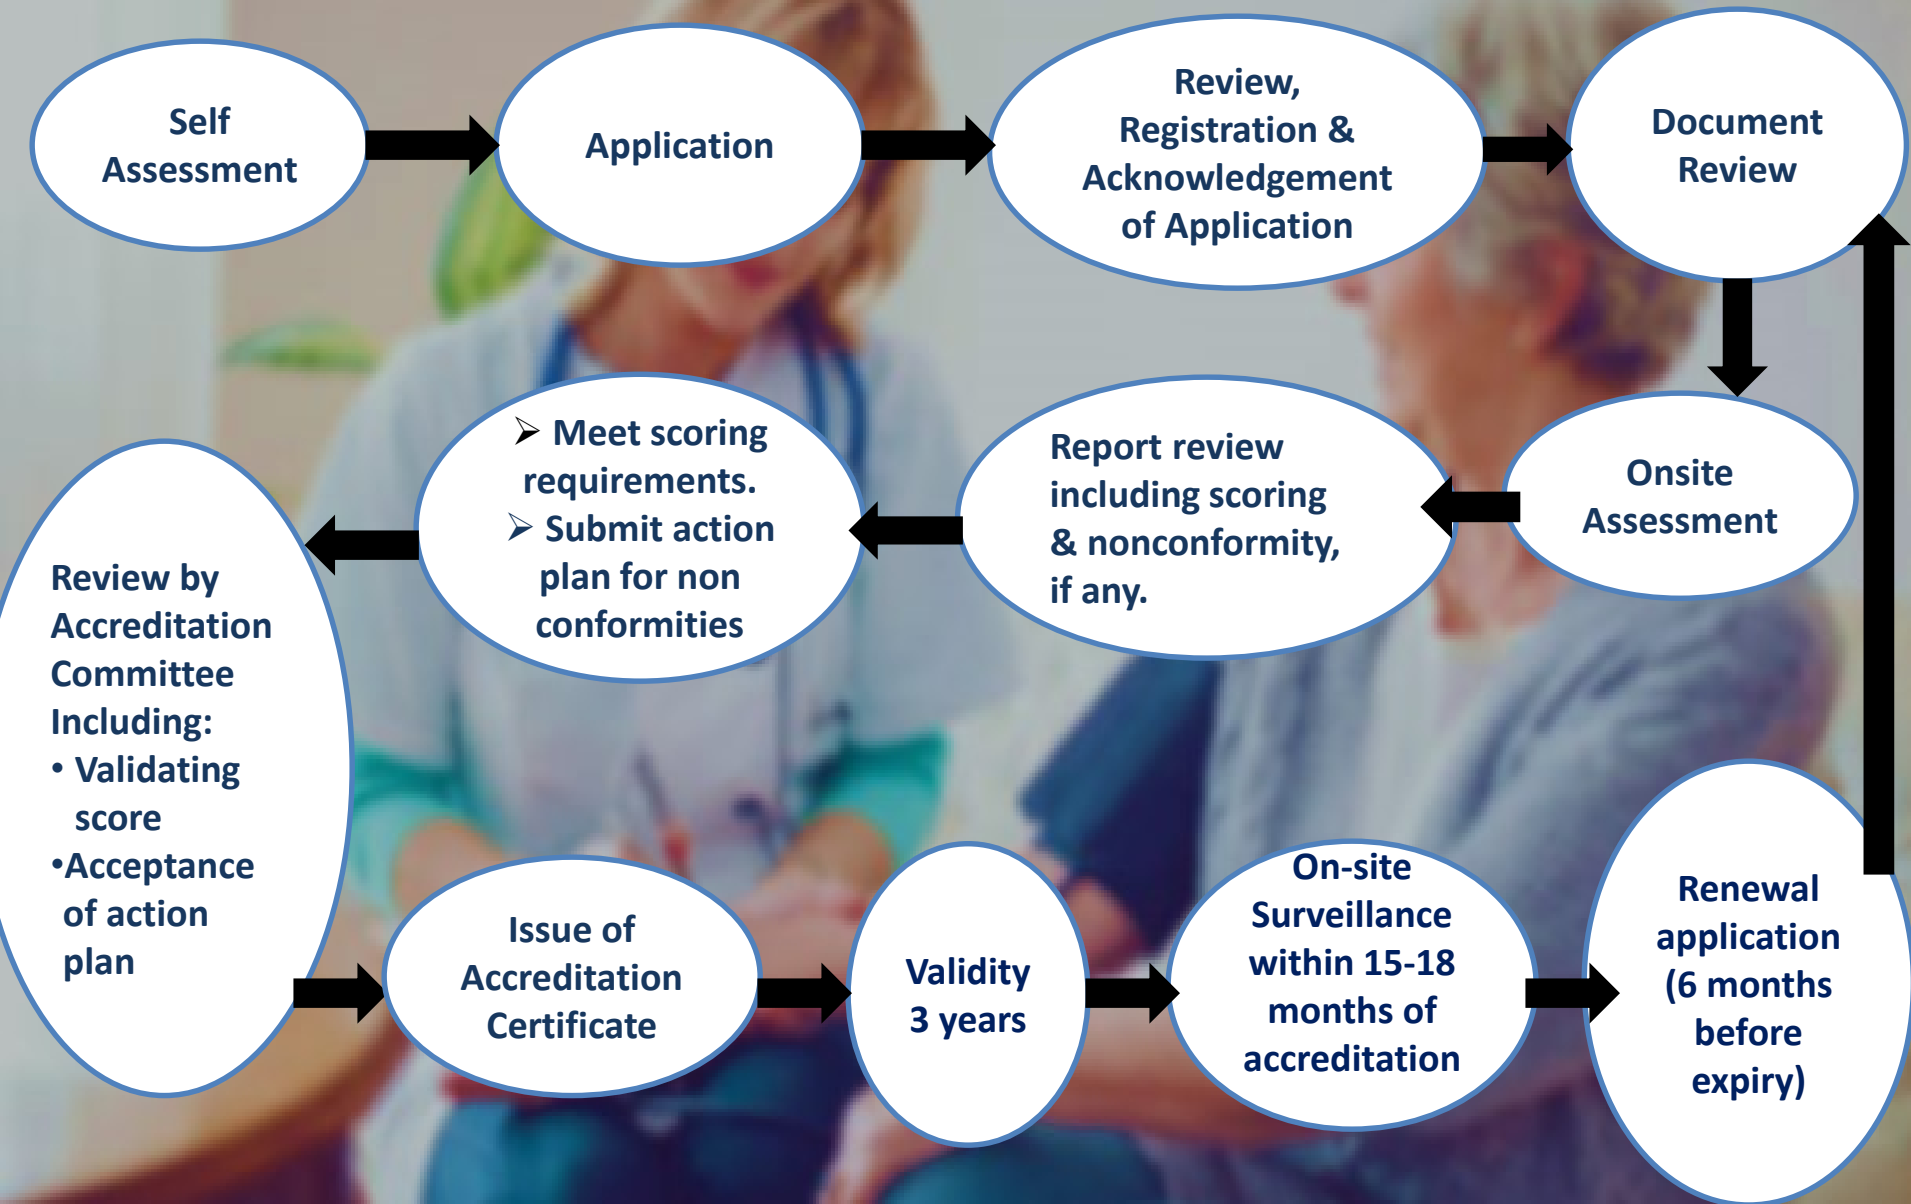 Self
Assessment
Application
Review,
Registration &
Acknowledgement
of Application
Document
Review
Onsite
Assessment
Report review
including scoring
& nonconformity,
if any.
➢ Meet scoring
requirements.
➢ Submit action
plan for non
conformities
Review by
Accreditation
Committee
Including:
• Validating
score
•Acceptance
of action
plan
Issue of
Accreditation
Certificate
Validity
3 years
On-site
Surveillance
within 15-18
months of
accreditation
Renewal
application
(6 months
before
expiry)